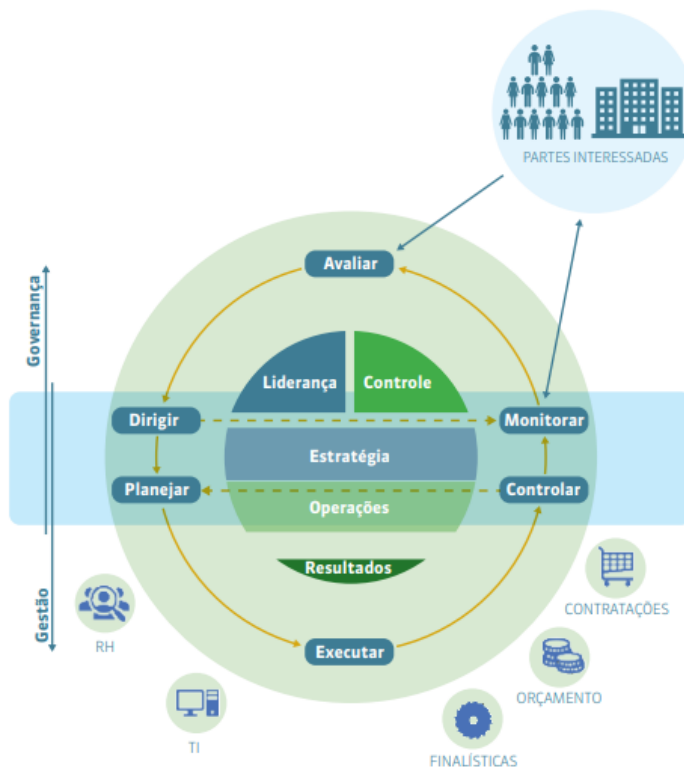 PARTES INTERESSADAS
Avaliar
Governança
Liderança
Controle
Dirigir
Monitorar
Estratégia
Planejar
Controlar
Operações
Resultados
Gestão
Executar
RH
TI
CONTRATAÇÕES
ORÇAMENTO
FINALÍSTICAS